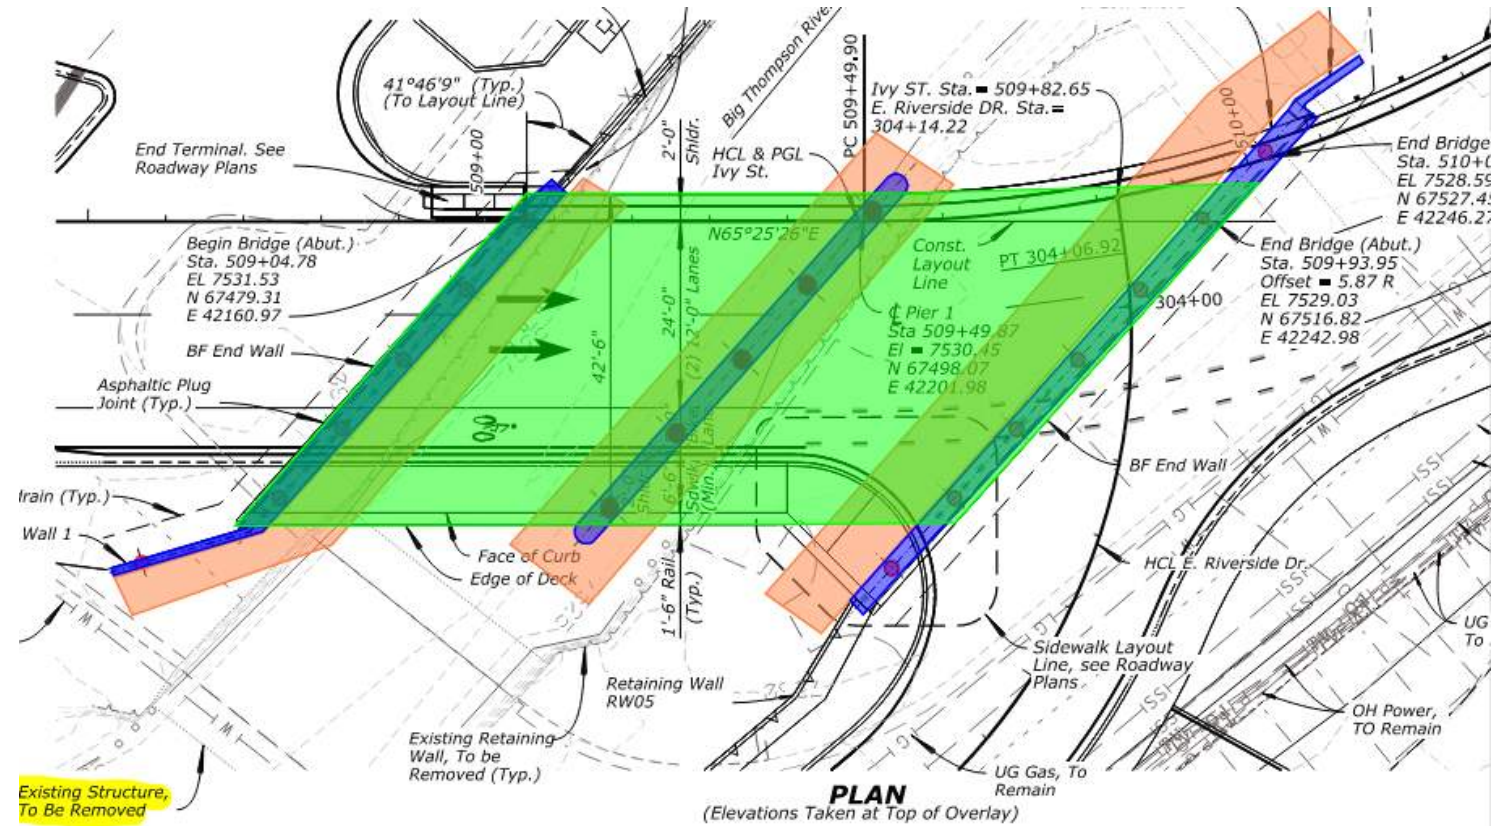 41°46'9" (Typ.)
(To Layout Line)
Big Thompson River
PC 509+49.90
Ivy ST. Sta.= 509+82.65
E. Riverside DR. Sta.=
304+14.22
End Terminal. See
Roadway Plans
509+00
2'-0"
Shldr.
HCL & PGL
Ivy St.
End Bridge
Sta.
EL 7528.59
N 67527.45
E 42246.27
Begin Bridge (Abut.)
Sta. 509+04.78
EL 7531.53
N 67479.31
E 42160.97
N65°25'26"E
Const.
Layout
Line
PT 304+06.92
End Bridge (Abut.)
Sta. 509+93.95
Offset = 5.87 R
EL 7529.03
N 67516.82
E 42242.98
304+00
24'-0"
(2) 12'-0" Lanes
42'-6"
Pier 1
Sta 509+49.87
El = 7530.45
N 67498.07
E 42201.98
BF End Wall
Asphaltic Plug
Joint (Typ.)
BF End Wall
(Typ.)
Wall 1
6'-6"
(Min.)
Face of Curb
Edge of Deck
1'-6" Rail
(Typ.)
HCL E. Riverside Dr.
Sidewalk Layout
Line, see Roadway
Plans
Retaining Wall
RW05
UG
To
OH Power,
TO Remain
Existing Retaining
Wall, To be
Removed (Typ.)
UG Gas, To
Remain
Existing Structure,
To Be Removed
PLAN
(Elevations Taken at Top of Overlay)